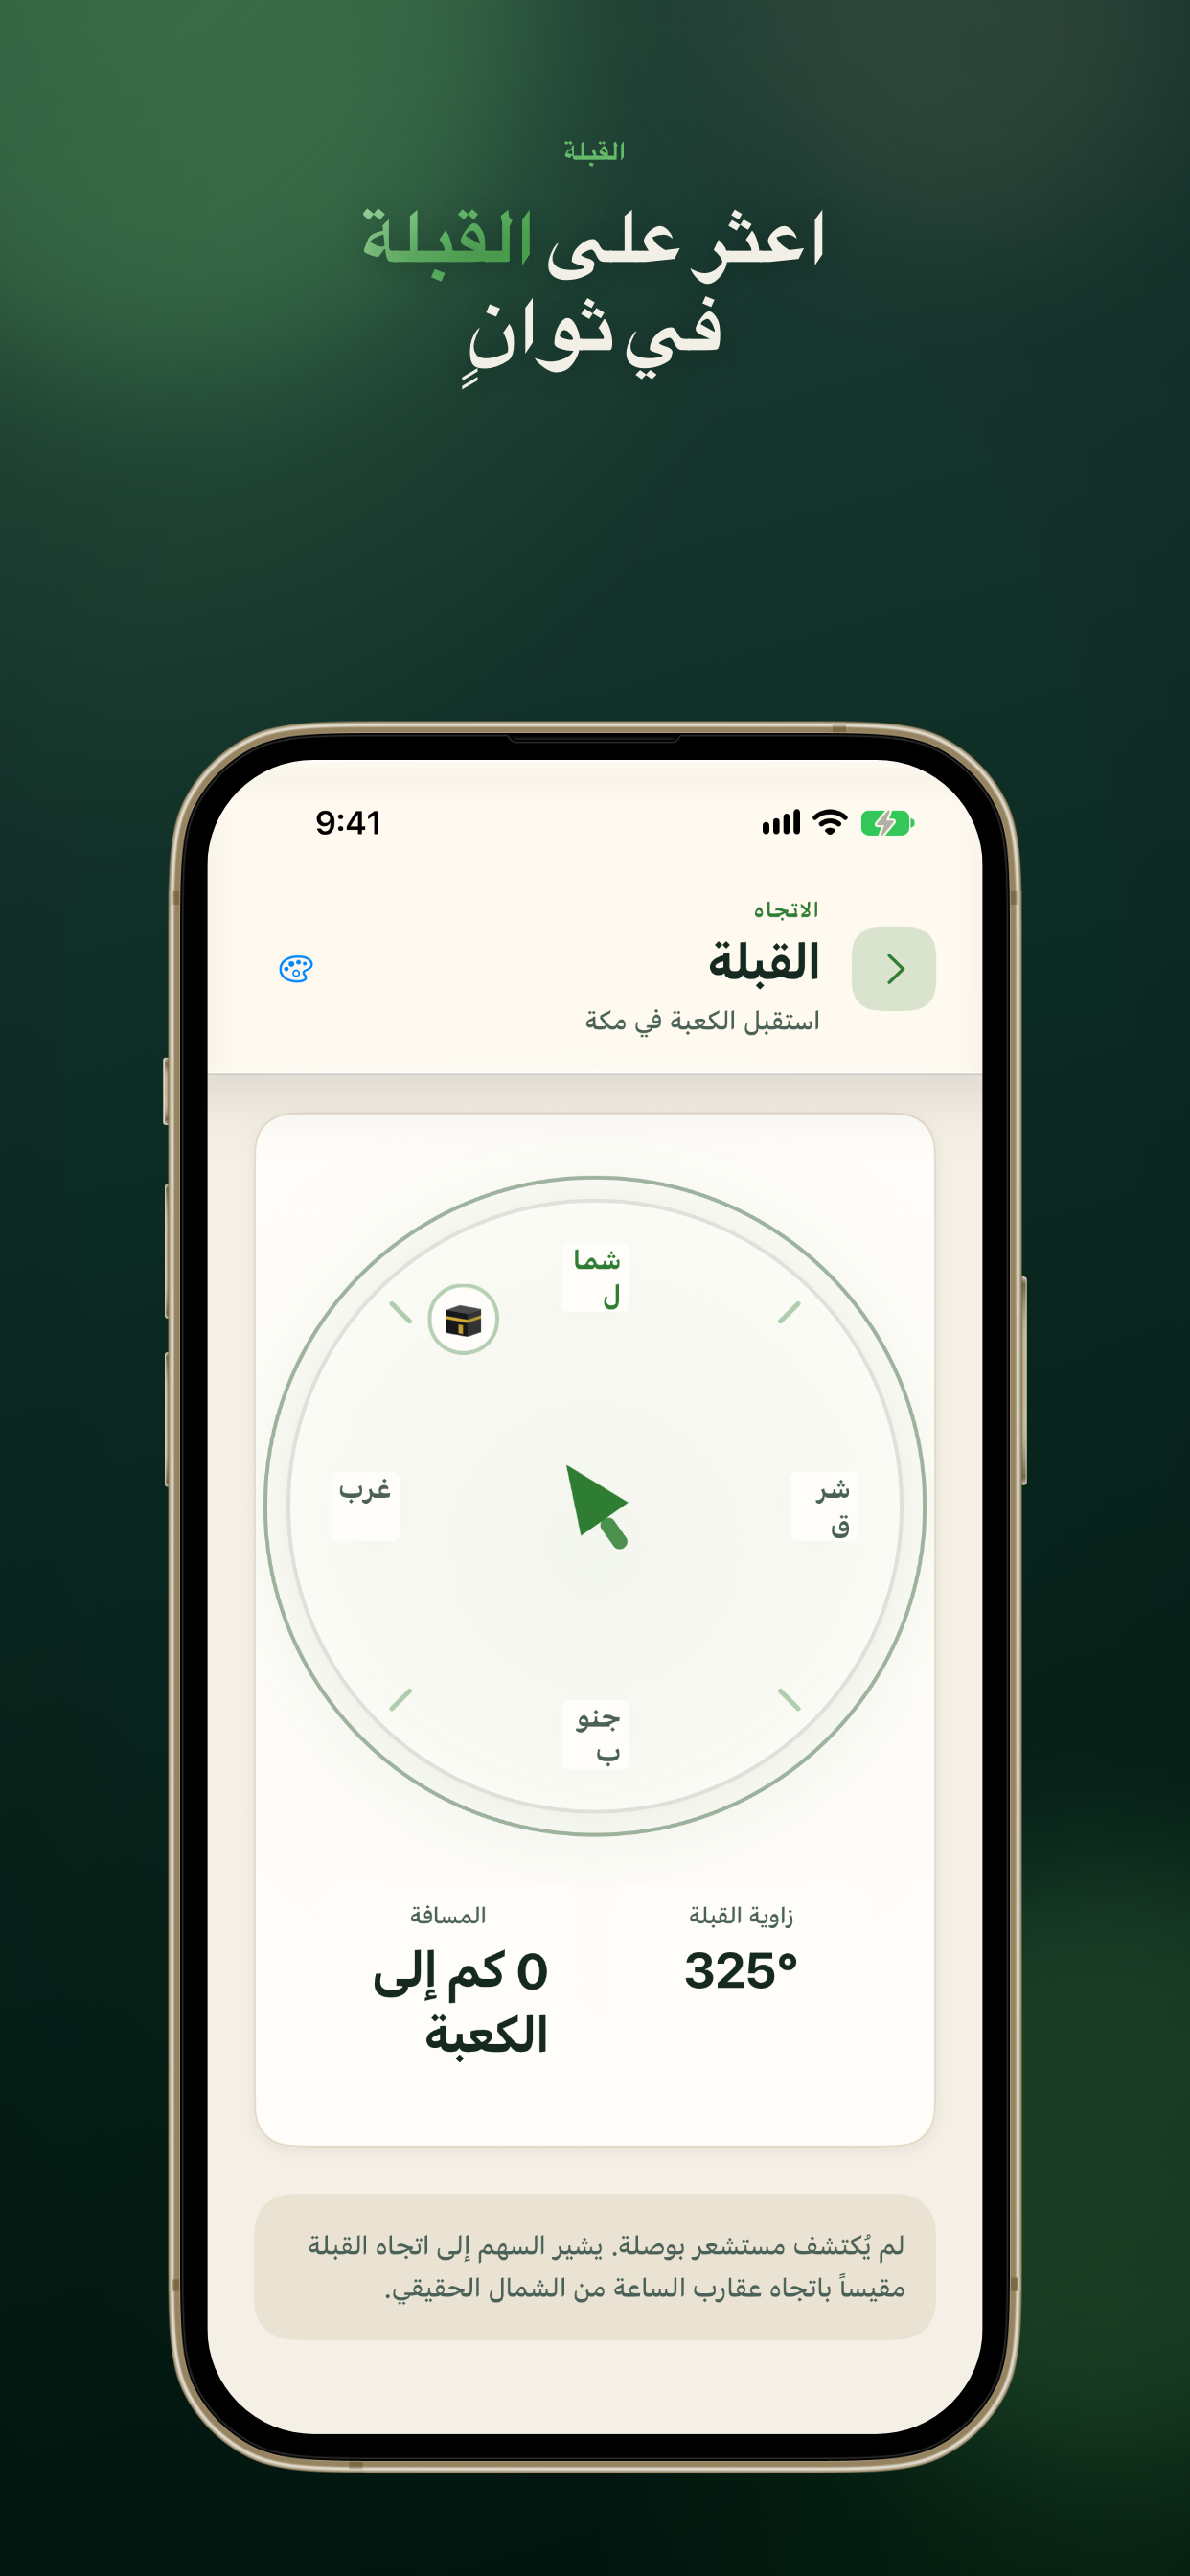 القبلة
اعثر على القبلة
في ثوانٍ
9:41
الاتجاه
القبلة
استقبل الكعبة في مكة
شما
ل
غرب
شر
ق
جنو
ب
زاوية القبلة
325°
المسافة
0 كم إلى
الكعبة
لم يُكتشف مستشعر بوصلة. يشير السهم إلى اتجاه القبلة
مقيساً باتجاه عقارب الساعة من الشمال الحقيقي.